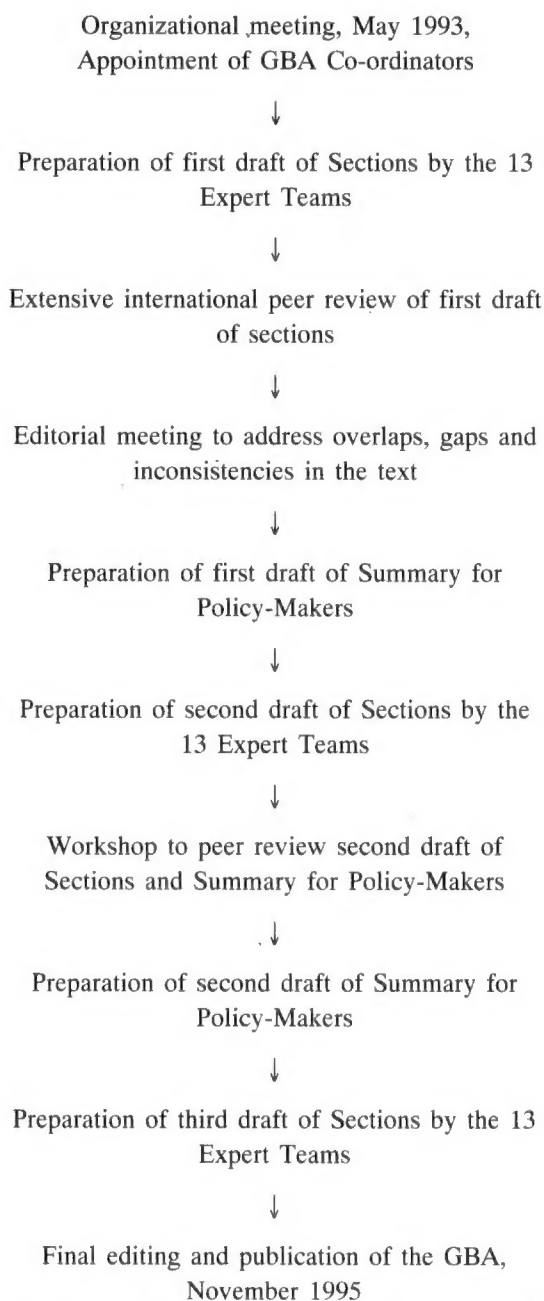 Organizational meeting, May 1993,
Appointment of GBA Co-ordinators
↓
Preparation of first draft of Sections by the 13
Expert Teams
↓
Extensive international peer review of first draft
of sections
↓
Editorial meeting to address overlaps, gaps and
inconsistencies in the text
↓
Preparation of first draft of Summary for
Policy-Makers
↓
Preparation of second draft of Sections by the
13 Expert Teams
↓
Workshop to peer review second draft of
Sections and Summary for Policy-Makers
↓
Preparation of second draft of Summary for
Policy-Makers
↓
Preparation of third draft of Sections by the 13
Expert Teams
↓
Final editing and publication of the GBA,
November 1995